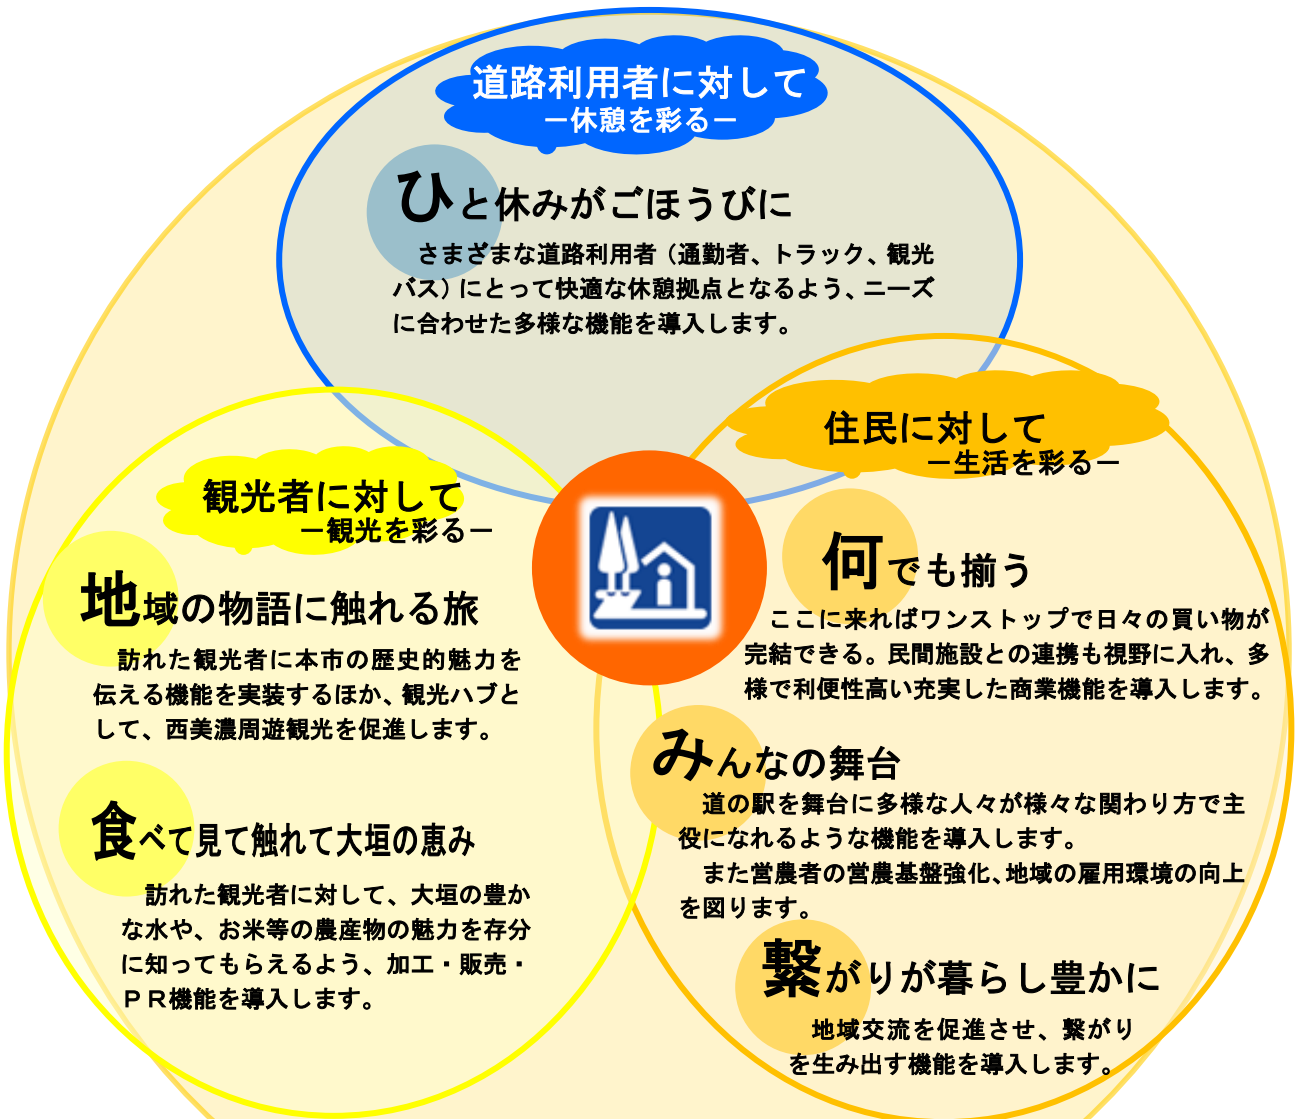 道路利用者に対して
ー休憩を彩るー
ひと休みがごほうびに
さまざまな道路利用者（通勤者、トラック、観光
バス）にとって快適な休憩拠点となるよう、ニーズ
に合わせた多様な機能を導入します。
観光者に対して
ー観光を彩るー
地域の物語に触れる旅
訪れた観光者に本市の歴史的魅力を
伝える機能を実装するほか、観光ハブと
して、西美濃周遊観光を促進します。
食べて見て触れて大垣の恵み
訪れた観光者に対して、大垣の豊か
な水や、お米等の農産物の魅力を存分
に知ってもらえるよう、加工・販売・
ＰＲ機能を導入します。
住民に対して
ー生活を彩るー
何でも揃う
ここに来ればワンストップで日々の買い物が
完結できる。民間施設との連携も視野に入れ、多
様で利便性高い充実した商業機能を導入します。
みんなの舞台
道の駅を舞台に多様な人々が様々な関わり方で主
役になれるような機能を導入します。
また営農者の営農基盤強化、地域の雇用環境の向上
を図ります。
繋がりが暮らし豊かに
地域交流を促進させ、繋がり
を生み出す機能を導入します。